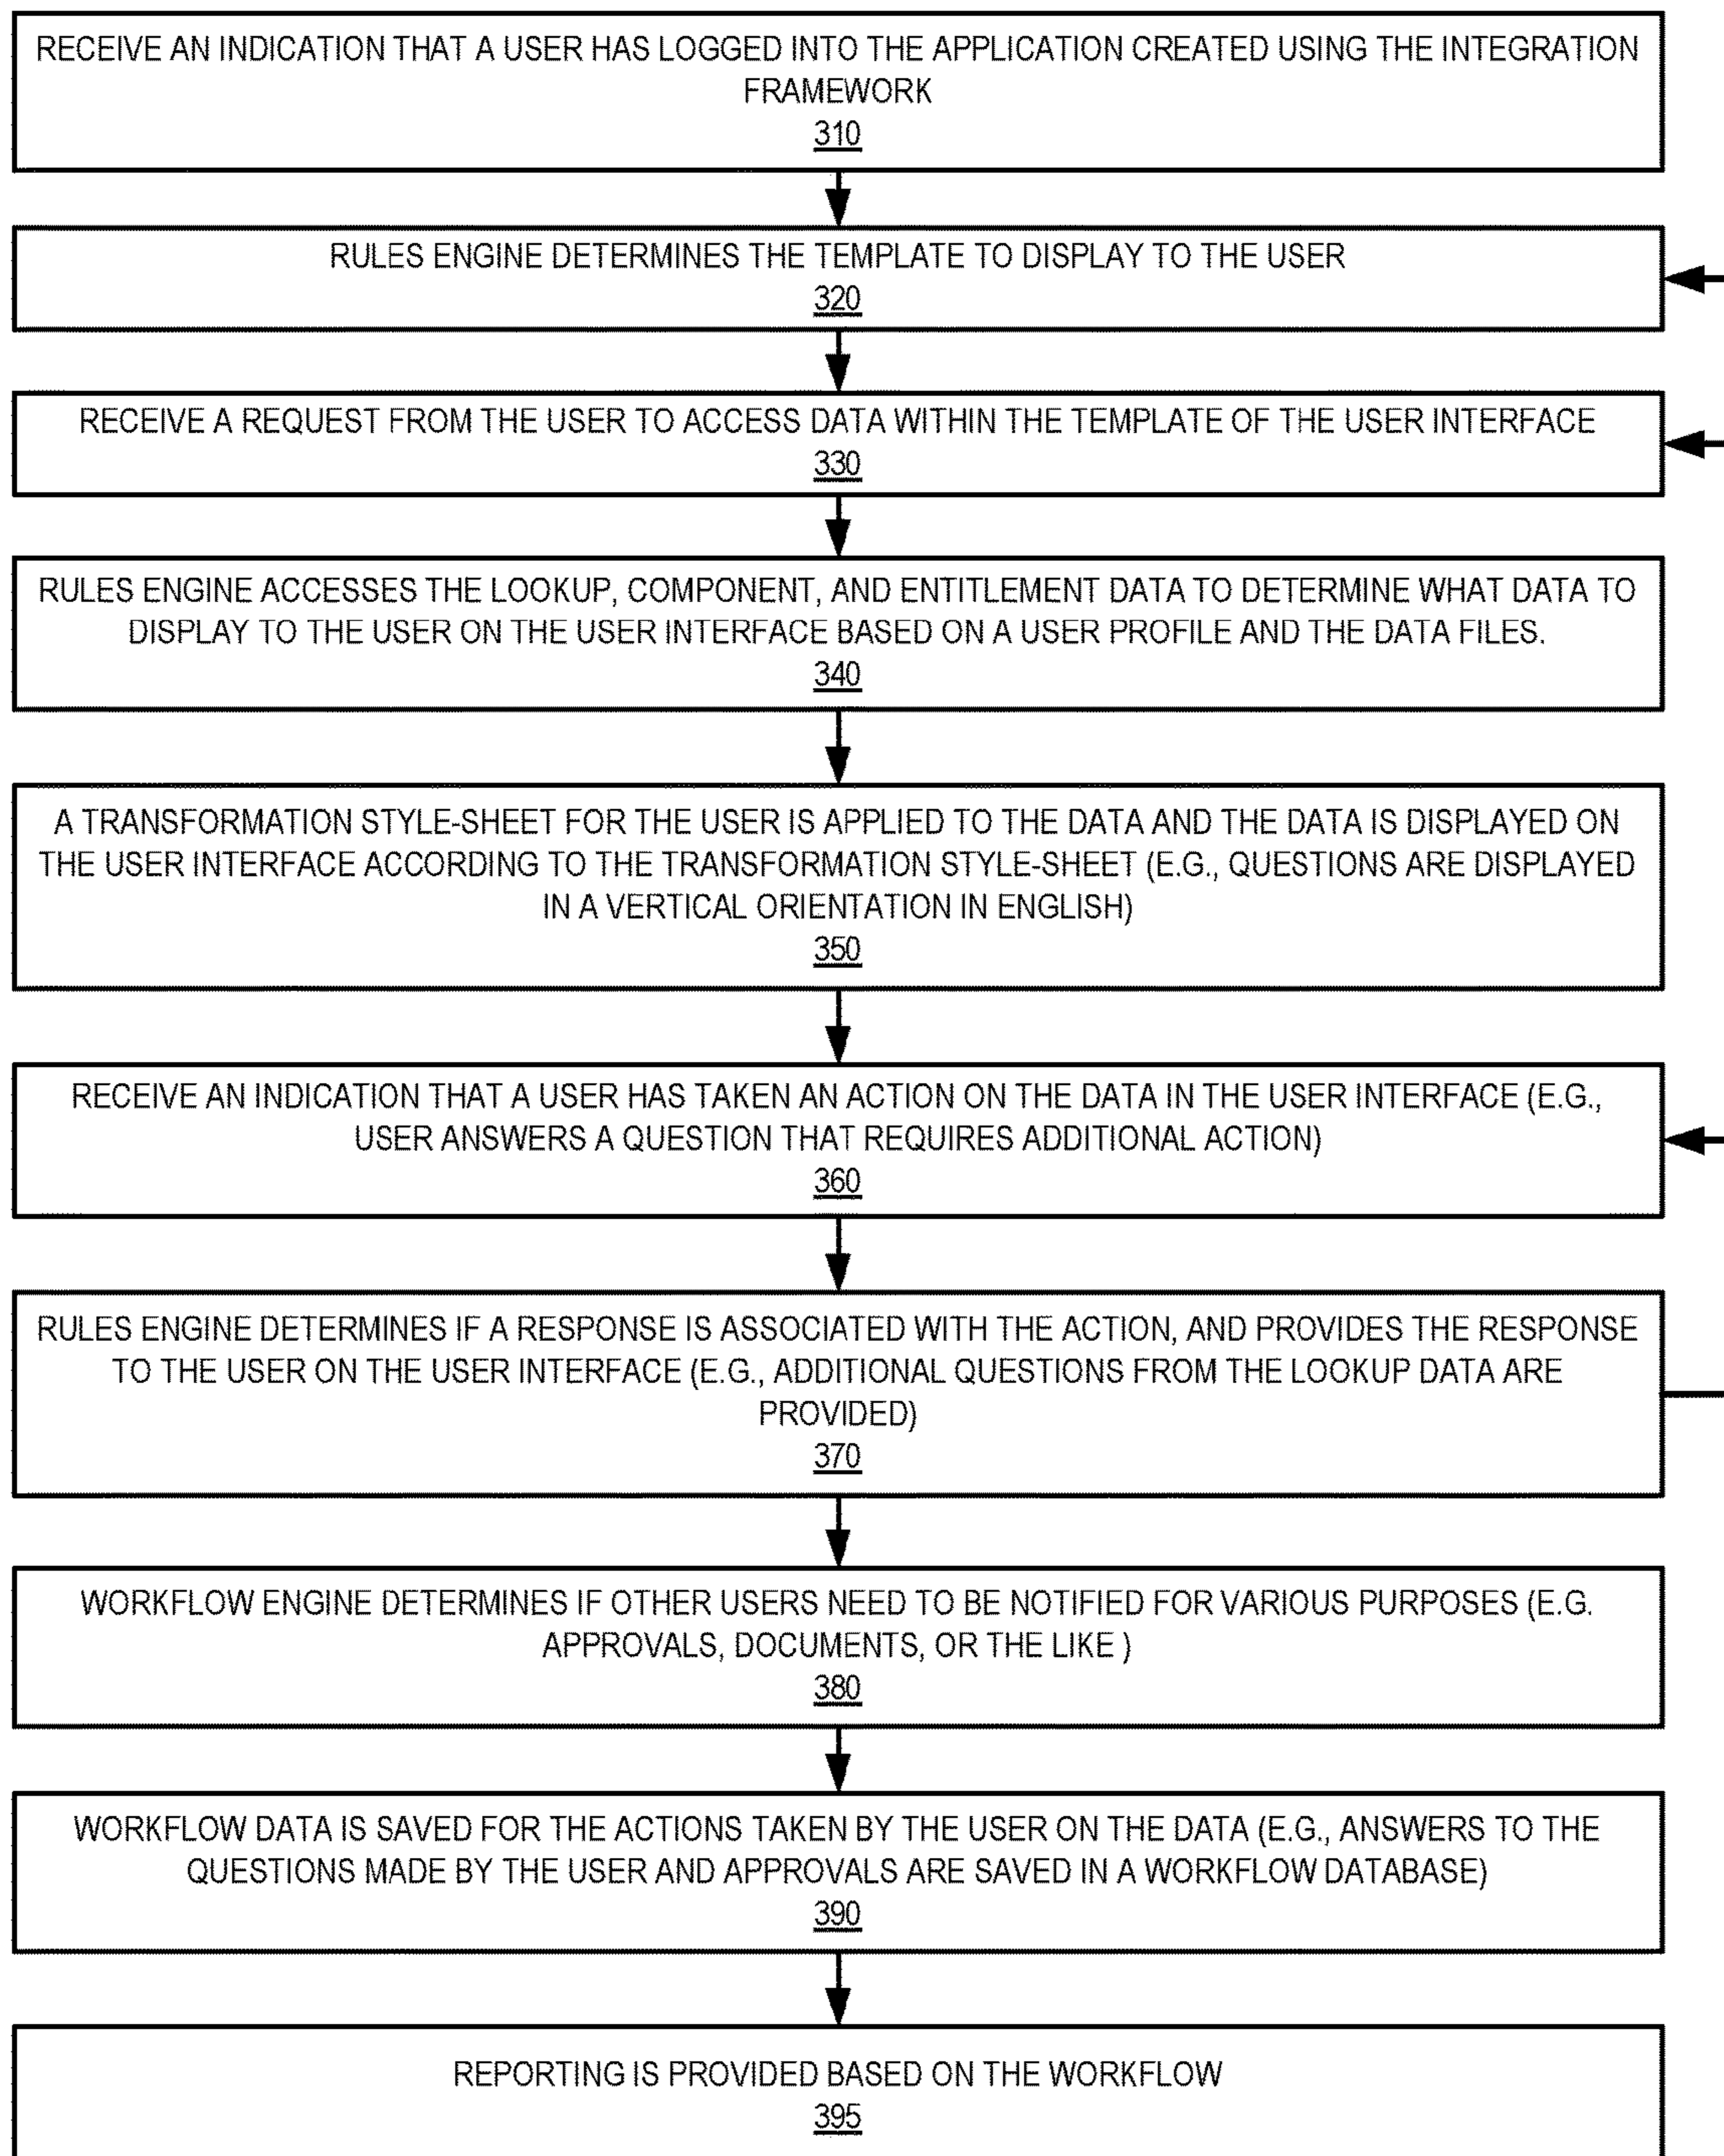 RECEIVE AN INDICATION THAT A USER HAS LOGGED INTO THE APPLICATION CREATED USING THE INTEGRATION
FRAMEWORK
310
RULES ENGINE DETERMINES THE TEMPLATE TO DISPLAY TO THE USER
320
RECEIVE A REQUEST FROM THE USER TO ACCESS DATA WITHIN THE TEMPLATE OF THE USER INTERFACE
330
RULES ENGINE ACCESSES THE LOOKUP, COMPONENT, AND ENTITLEMENT DATA TO DETERMINE WHAT DATA TO
DISPLAY TO THE USER ON THE USER INTERFACE BASED ON A USER PROFILE AND THE DATA FILES.
340
A TRANSFORMATION STYLE-SHEET FOR THE USER IS APPLIED TO THE DATA AND THE DATA IS DISPLAYED ON
THE USER INTERFACE ACCORDING TO THE TRANSFORMATION STYLE-SHEET (E.G., QUESTIONS ARE DISPLAYED
IN A VERTICAL ORIENTATION IN ENGLISH)
350
RECEIVE AN INDICATION THAT A USER HAS TAKEN AN ACTION ON THE DATA IN THE USER INTERFACE (E.G.,
USER ANSWERS A QUESTION THAT REQUIRES ADDITIONAL ACTION)
360
RULES ENGINE DETERMINES IF A RESPONSE IS ASSOCIATED WITH THE ACTION, AND PROVIDES THE RESPONSE
TO THE USER ON THE USER INTERFACE (E.G., ADDITIONAL QUESTIONS FROM THE LOOKUP DATA ARE
PROVIDED)
370
WORKFLOW ENGINE DETERMINES IF OTHER USERS NEED TO BE NOTIFIED FOR VARIOUS PURPOSES (E.G.
APPROVALS, DOCUMENTS, OR THE LIKE )
380
WORKFLOW DATA IS SAVED FOR THE ACTIONS TAKEN BY THE USER ON THE DATA (E.G., ANSWERS TO THE
QUESTIONS MADE BY THE USER AND APPROVALS ARE SAVED IN A WORKFLOW DATABASE)
390
REPORTING IS PROVIDED BASED ON THE WORKFLOW
395